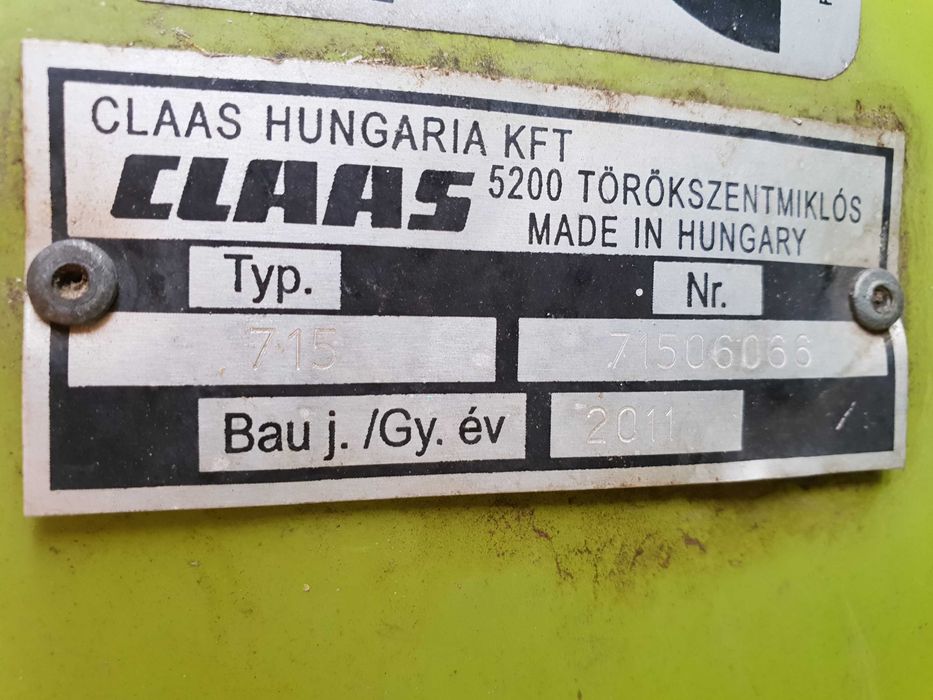 CLAAS HUNGARIA KFT
CLAAS 5200 TÖRÖKSZENTMIKLÓS
MADE IN HUNGARY
Typ. Nr.
715 71506066
Bau j. /Gy. év 2011